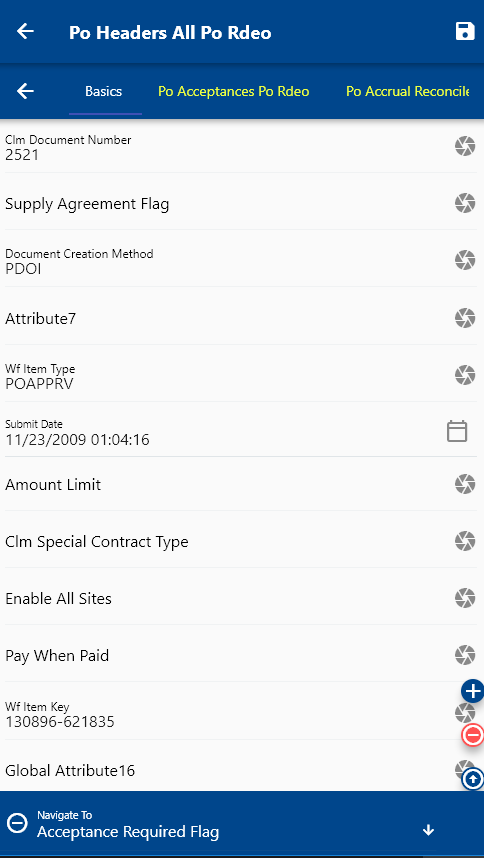 Po Headers All Po Rdeo
Basics Po Acceptances Po Rdeo Po Accrual Reconcile
Clm Document Number
2521
Supply Agreement Flag
Document Creation Method
PDOI
Attribute7
Wf Item Type
POAPPRV
Submit Date
11/23/2009 01:04:16
Amount Limit
Clm Special Contract Type
Enable All Sites
Pay When Paid
Wf Item Key
130896-621835
Global Attribute16
Navigate To
Acceptance Required Flag